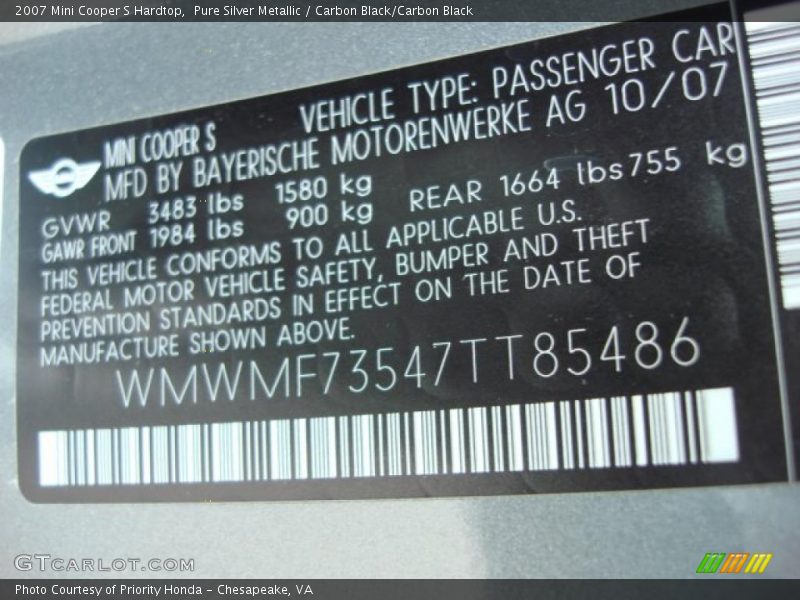 2007 Mini Cooper S Hardtop,  Pure Silver Metallic / Carbon Black/Carbon Black
MINI COOPER S VEHICLE TYPE: PASSENGER CAR
MFD BY BAYERISCHE MOTORENWERKE AG 10/07
GVWR 3483 lbs 1580 kg
GAWR FRONT 1984 lbs 900 kg REAR 1664 lbs 755 kg
THIS VEHICLE CONFORMS TO ALL APPLICABLE U.S.
FEDERAL MOTOR VEHICLE SAFETY, BUMPER AND THEFT
PREVENTION STANDARDS IN EFFECT ON THE DATE OF
MANUFACTURE SHOWN ABOVE.
WMWMF73547TT85486
GTCARLOT.COM
Photo Courtesy of Priority Honda - Chesapeake, VA